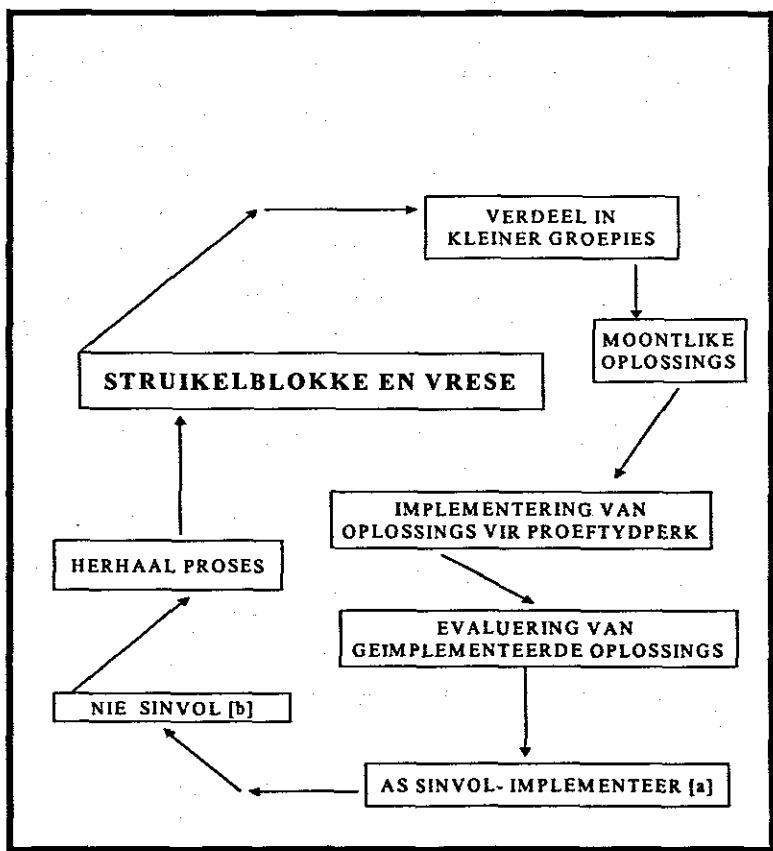 VERDEEL IN
KLEINER GROEPIES
MOONTLIKE
OPLOSSINGS
STRUIKELBLOKKE EN VRESE
IMPLEMENTERING VAN
OPLOSSINGS VIR PROEFTYDPERK
HERHAAL PROSES
EVALUERING VAN
GEIMPLEMENTEERDE OPLOSSINGS
NIE SINVOL [b]
AS SINVOL- IMPLEMENTEER [a]